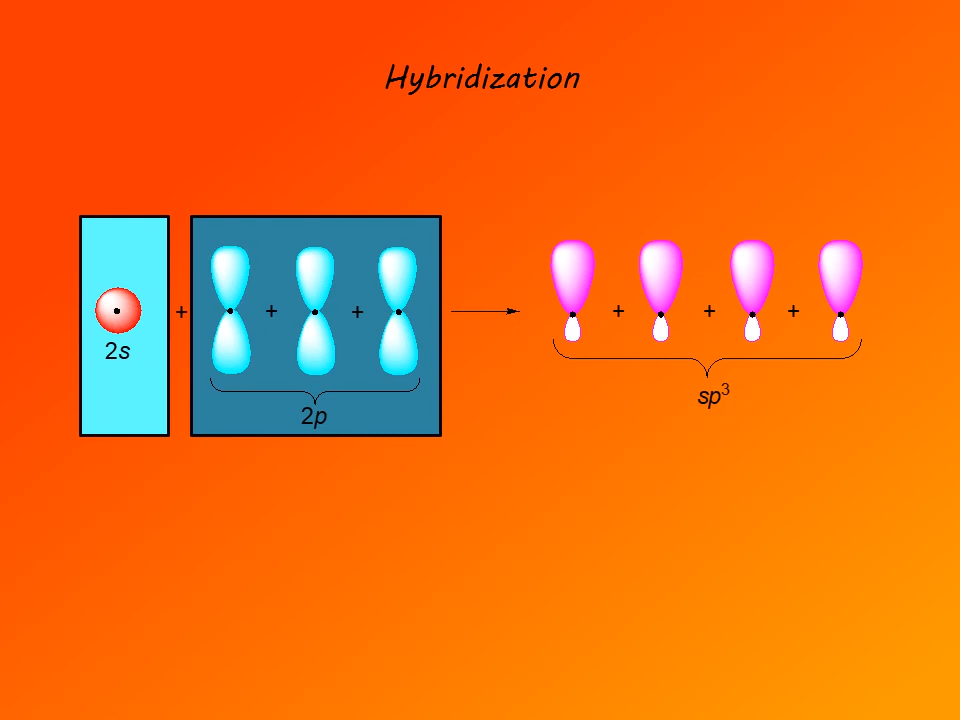 Hybridization
+ + + + + +
2s
2p
sp³